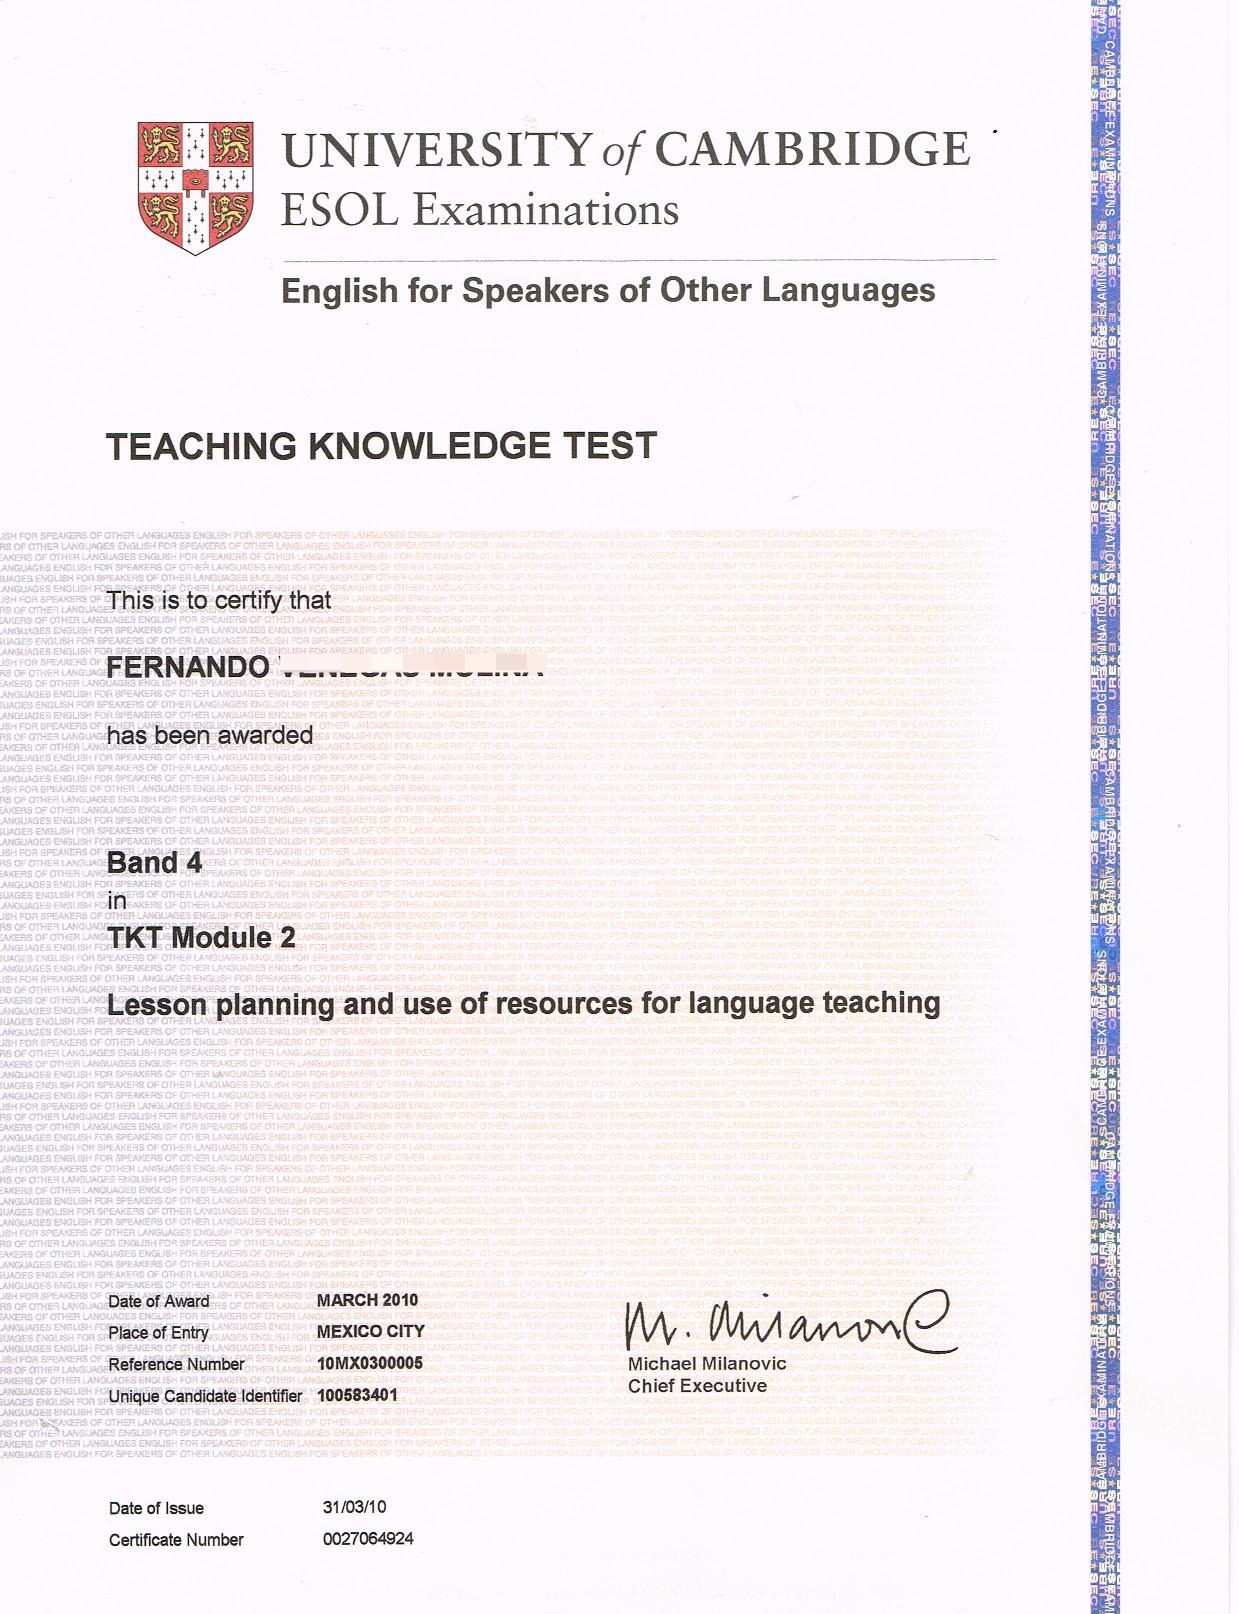 UNIVERSITY of CAMBRIDGE
ESOL Examinations
English for Speakers of Other Languages
TEACHING KNOWLEDGE TEST
This is to certify that
FERNANDO
has been awarded
Band 4
in
TKT Module 2
Lesson planning and use of resources for language teaching
Date of Award MARCH 2010
Place of Entry MEXICO CITY
Reference Number 10MX0300005
Unique Candidate Identifier 100583401
M. Milanovic
Michael Milanovic
Chief Executive
Date of Issue 31/03/10
Certificate Number 0027064924